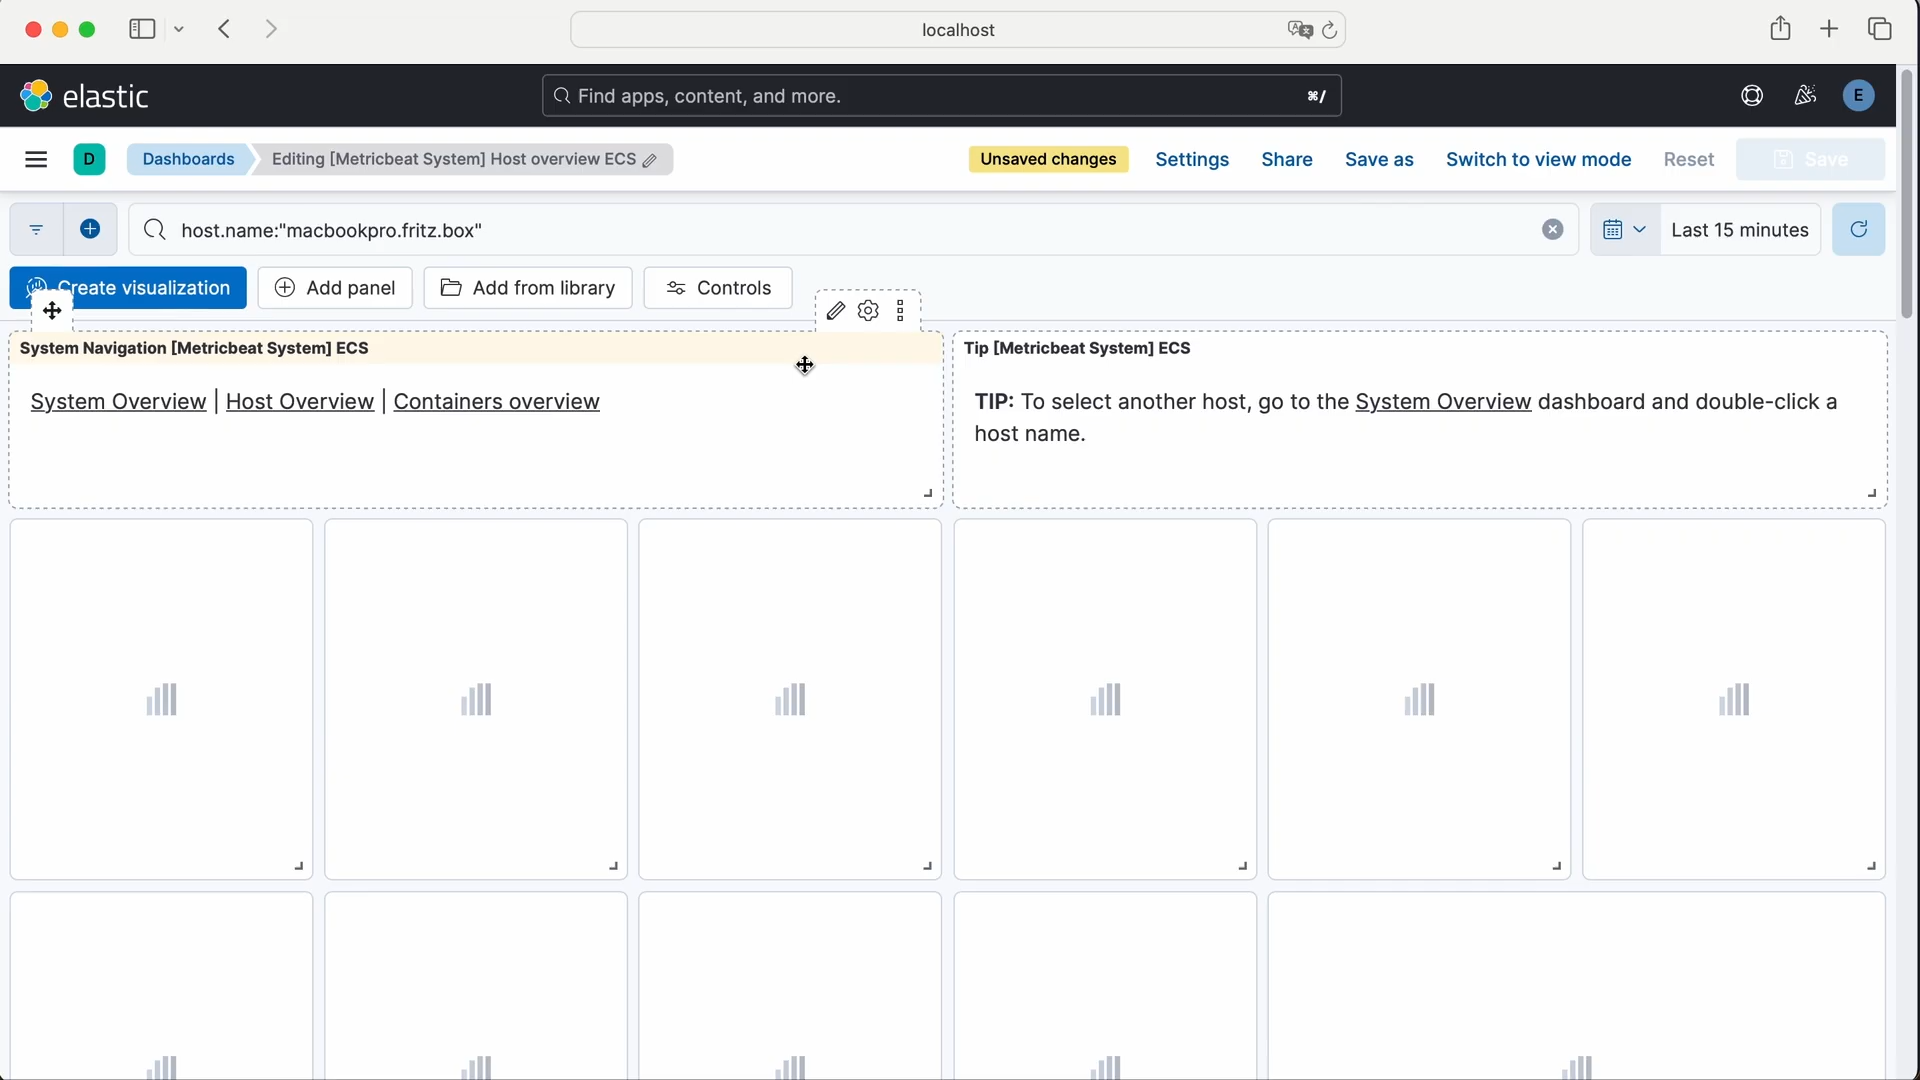 localhost
elastic
Find apps, content, and more.
⌘/
E
D
Dashboards
Editing [Metricbeat System] Host overview ECS
Unsaved changes
Settings
Share
Save as
Switch to view mode
Reset
Save
host.name:"macbookpro.fritz.box"
Last 15 minutes
Create visualization
Add panel
Add from library
Controls
System Navigation [Metricbeat System] ECS
System Overview | Host Overview | Containers overview
Tip [Metricbeat System] ECS
TIP: To select another host, go to the System Overview dashboard and double-click a
host name.